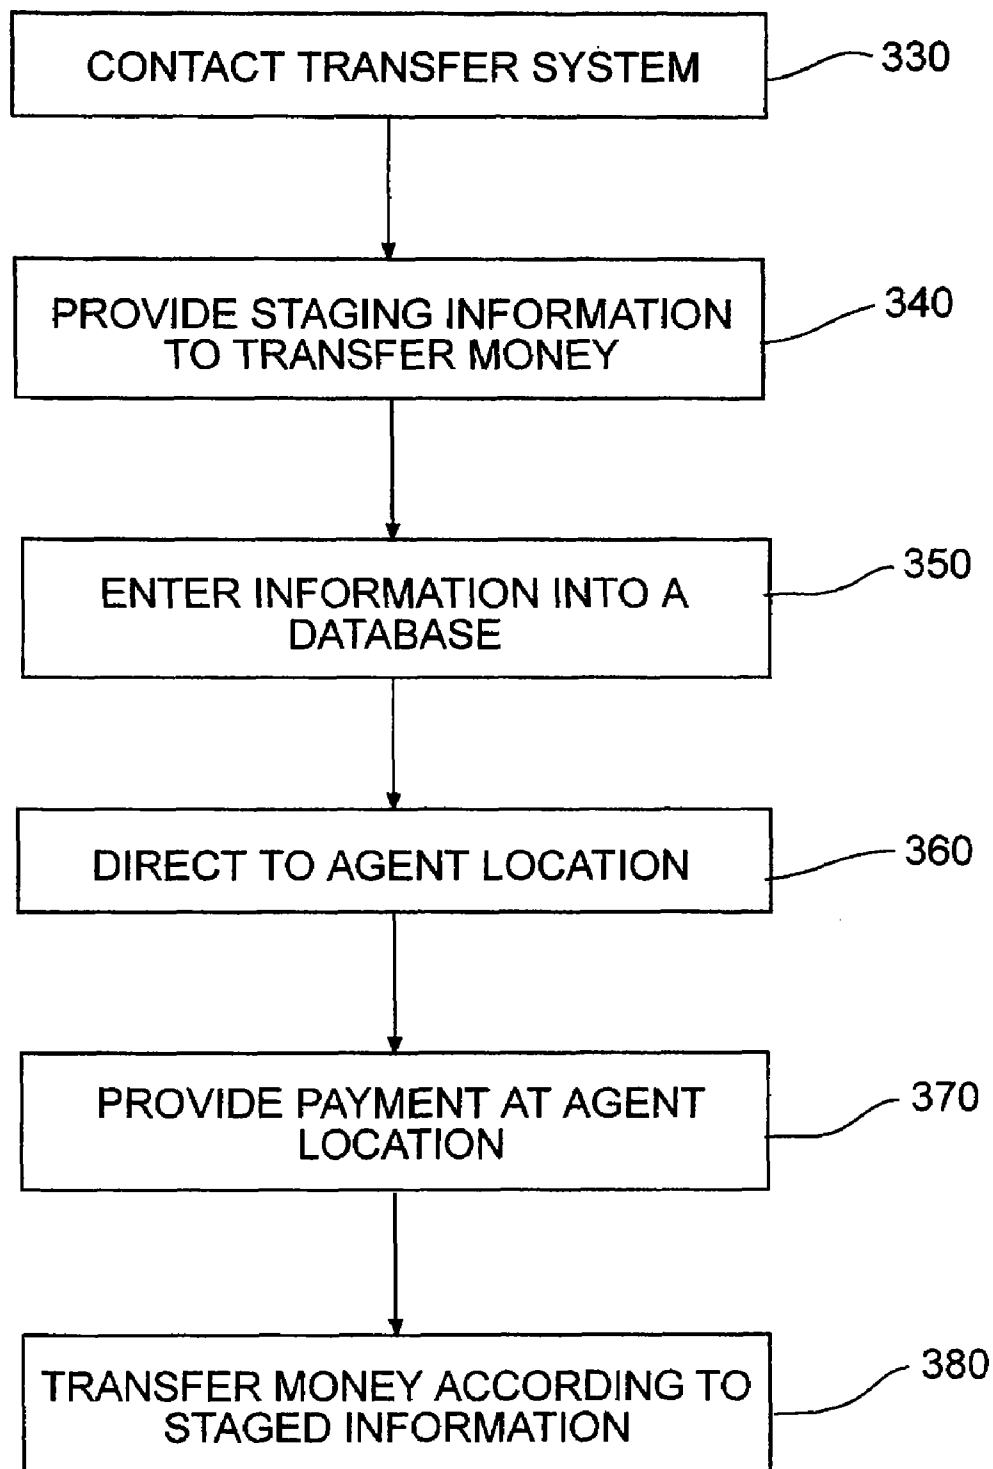 CONTACT TRANSFER SYSTEM
330
PROVIDE STAGING INFORMATION
TO TRANSFER MONEY
340
ENTER INFORMATION INTO A
DATABASE
350
DIRECT TO AGENT LOCATION
360
PROVIDE PAYMENT AT AGENT
LOCATION
370
TRANSFER MONEY ACCORDING TO
STAGED INFORMATION
380